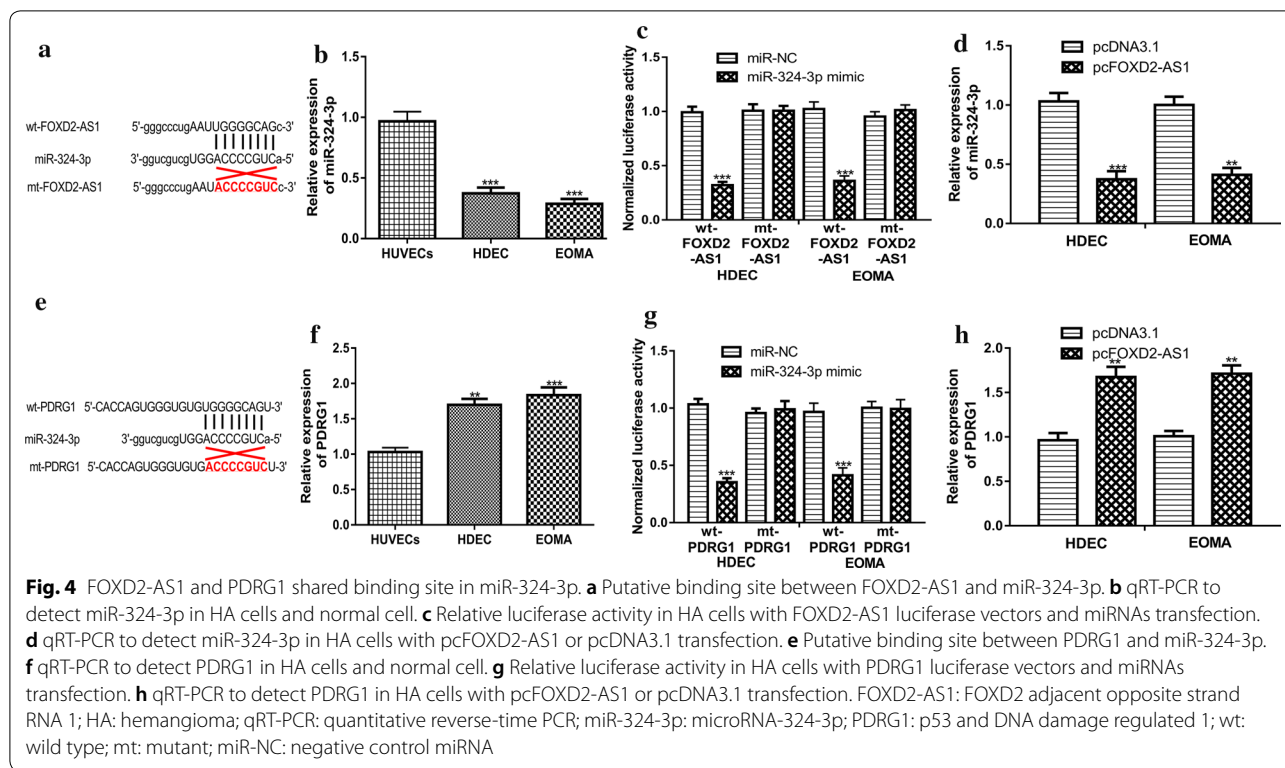 a
wt-FOXD2-AS1 5'-gggcccugAAUUGGGGCAGc-3'
miR-324-3p 3'-ggucgucgUGGACCCCGUCa-5'
mt-FOXD2-AS1 5'-gggcccugAAUACCCCGUCc-3'
b
Relative expression
of miR-324-3p
1.5
1.0
0.5
0.0
***
***
HUVECs HDEC EOMA
c
Normalized luciferase activity
miR-NC
miR-324-3p mimic
1.5
1.0
0.5
0.0
***
***
wt- mt- wt- mt-
FOXD2 FOXD2 FOXD2 FOXD2
-AS1 -AS1 -AS1 -AS1
HDEC EOMA
d
Relative expression
of miR-324-3p
pcDNA3.1
pcFOXD2-AS1
1.5
1.0
0.5
0.0
***
**
HDEC EOMA
e
wt-PDRG1 5'-CACCAGUGGGUGUGUGGGGCAGU-3'
miR-324-3p 3'-ggucgucgUGGACCCCGUCa-5'
mt-PDRG1 5'-CACCAGUGGGUGUGACCCCGUCU-3'
f
Relative expression
of PDRG1
2.5
2.0
1.5
1.0
0.5
0.0
**
***
HUVECs HDEC EOMA
g
Normalized luciferase activity
miR-NC
miR-324-3p mimic
1.5
1.0
0.5
0.0
***
***
wt- mt- wt- mt-
PDRG1 PDRG1 PDRG1 PDRG1
HDEC EOMA
h
Relative expression
of PDRG1
pcDNA3.1
pcFOXD2-AS1
2.0
1.5
1.0
0.5
0.0
**
**
HDEC EOMA
Fig. 4 FOXD2-AS1 and PDRG1 shared binding site in miR-324-3p. a Putative binding site between FOXD2-AS1 and miR-324-3p. b qRT-PCR to
detect miR-324-3p in HA cells and normal cell. c Relative luciferase activity in HA cells with FOXD2-AS1 luciferase vectors and miRNAs transfection.
d qRT-PCR to detect miR-324-3p in HA cells with pcFOXD2-AS1 or pcDNA3.1 transfection. e Putative binding site between PDRG1 and miR-324-3p.
f qRT-PCR to detect PDRG1 in HA cells and normal cell. g Relative luciferase activity in HA cells with PDRG1 luciferase vectors and miRNAs
transfection. h qRT-PCR to detect PDRG1 in HA cells with pcFOXD2-AS1 or pcDNA3.1 transfection. FOXD2-AS1: FOXD2 adjacent opposite strand
RNA 1; HA: hemangioma; qRT-PCR: quantitative reverse-time PCR; miR-324-3p: microRNA-324-3p; PDRG1: p53 and DNA damage regulated 1; wt:
wild type; mt: mutant; miR-NC: negative control miRNA